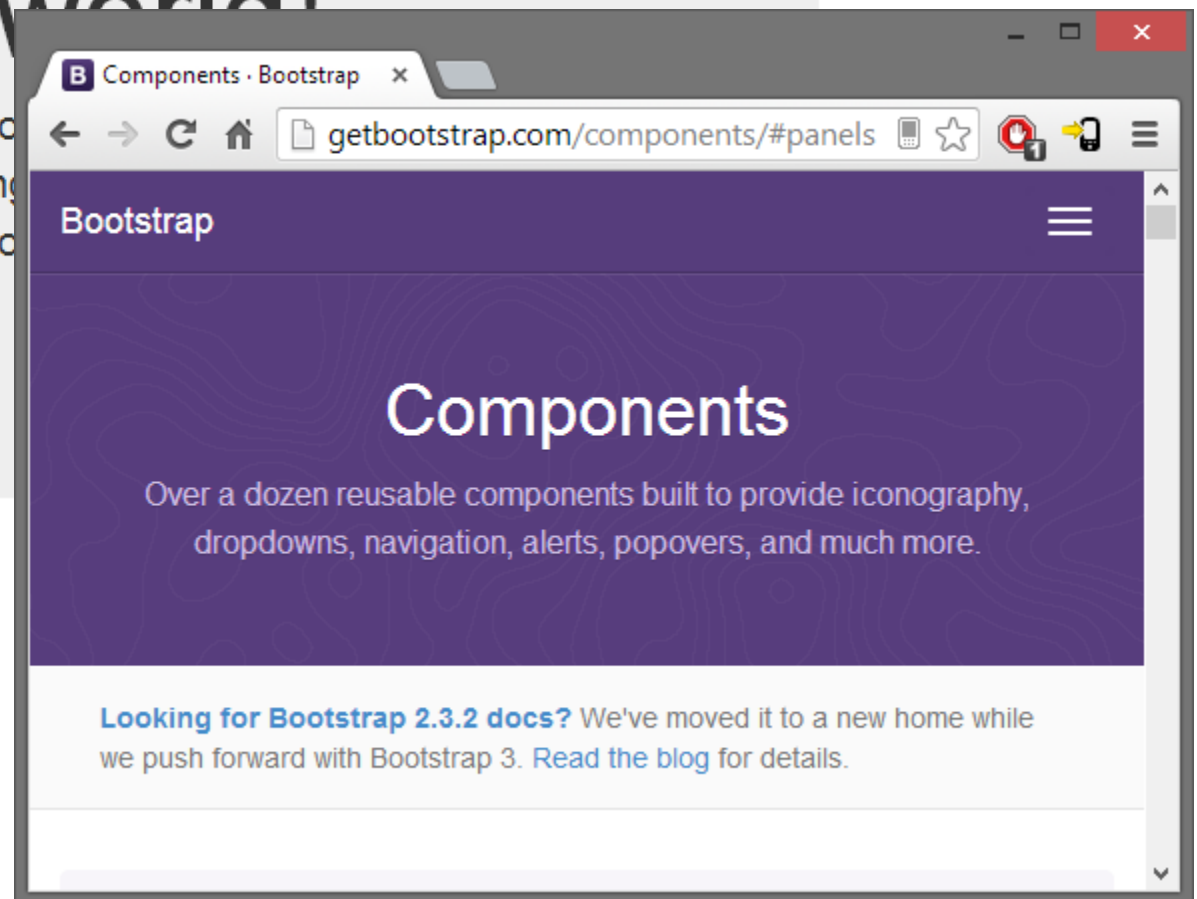 world!
B Components · Bootstrap
getbootstrap.com/components/#panels
1
Bootstrap
Components
Over a dozen reusable components built to provide iconography,
dropdowns, navigation, alerts, popovers, and much more.
Looking for Bootstrap 2.3.2 docs? We've moved it to a new home while
we push forward with Bootstrap 3. Read the blog for details.